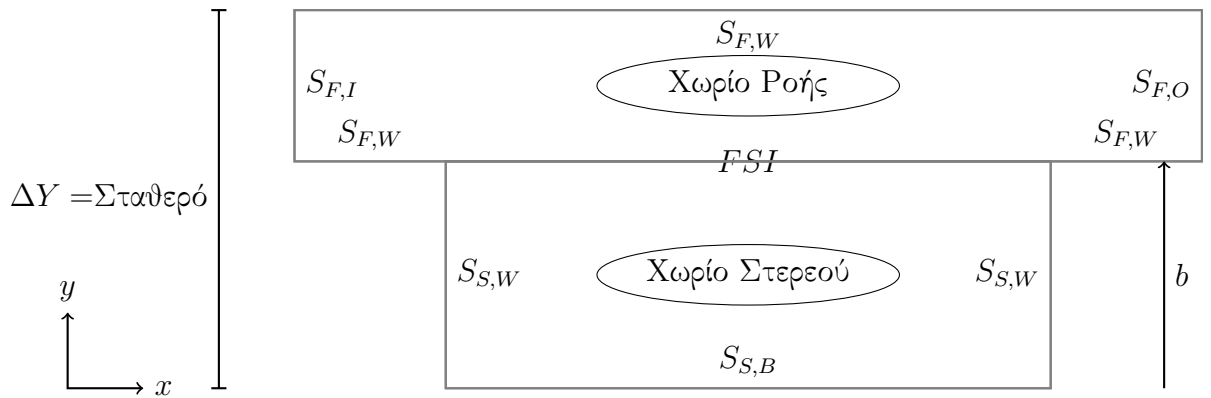 S_{F,W}
S_{F,I} Χωρίο Ροής S_{F,O}
S_{F,W} S_{F,W}
FSI
ΔY =Σταθερό
S_{S,W} Χωρίο Στερεού S_{S,W} b
y
S_{S,B}
x